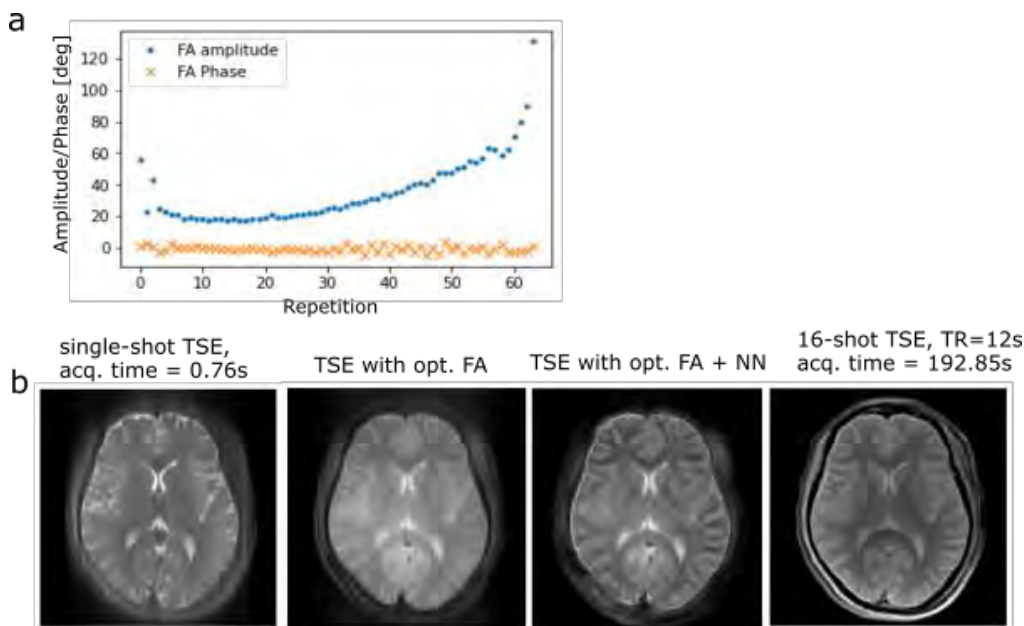 a
FA amplitude
FA Phase
Amplitude/Phase [deg]
120
100
80
60
40
20
0
0 10 20 30 40 50 60
Repetition
b
single-shot TSE,
acq. time = 0.76s
TSE with opt. FA
TSE with opt. FA + NN
16-shot TSE, TR=12s
acq. time = 192.85s